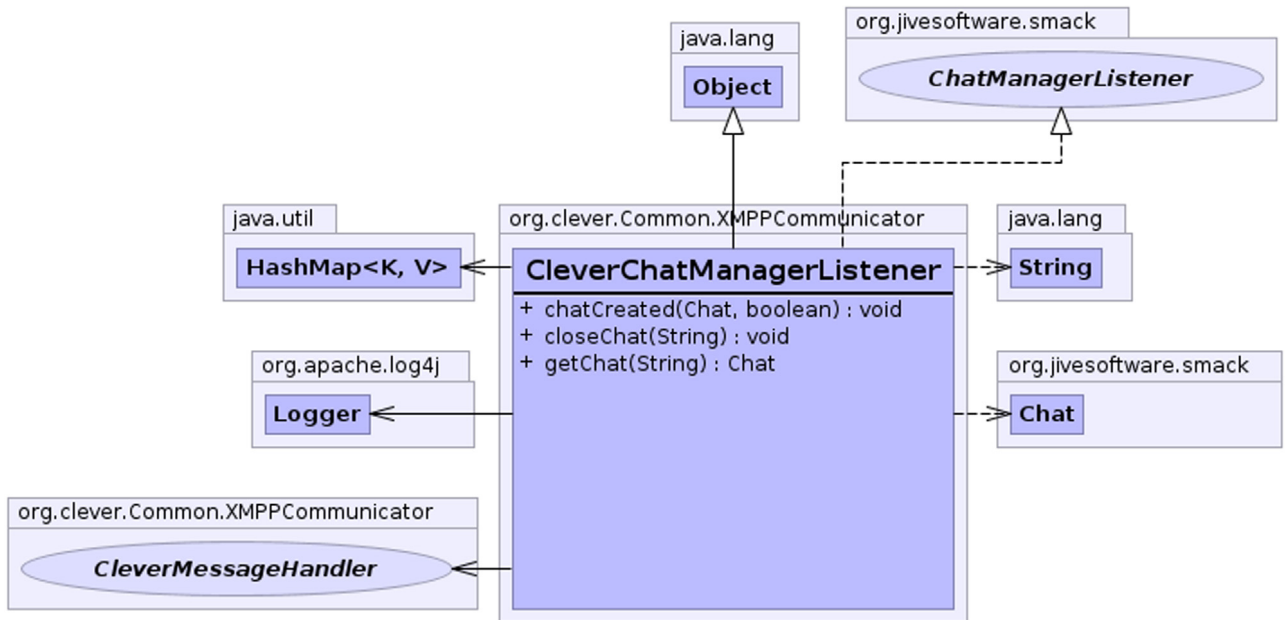 org.jivesoftware.smack
java.lang
ChatManagerListener
Object
java.util
org.clever.Common.XMPPCommunicator
java.lang
HashMap<K, V>
CleverChatManagerListener
String
+ chatCreated(Chat, boolean) : void
+ closeChat(String) : void
+ getChat(String) : Chat
org.apache.log4j
org.jivesoftware.smack
Logger
Chat
org.clever.Common.XMPPCommunicator
CleverMessageHandler